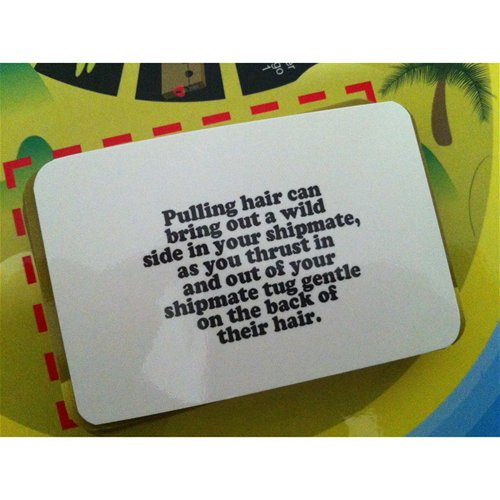 Pulling hair can
bring out a wild
side in your shipmate,
as you thrust in
and out of your
shipmate tug gentle
on the back of
their hair.